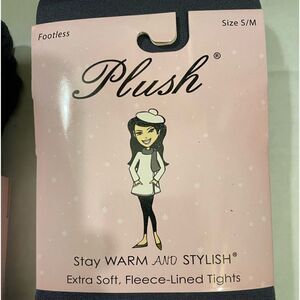 Footless
Size S/M
Plush®
Stay WARM AND STYLISH®
Extra Soft, Fleece-Lined Tights